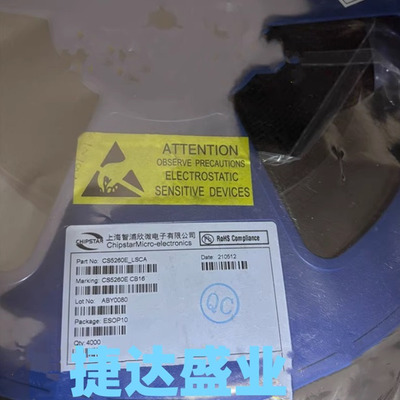 ATTENTION
OBSERVE PRECAUTIONS
ELECTROSTATIC
SENSITIVE DEVICES
CHIPSTAR
上海智浦欣微电子有限公司
ChipstarMicro-electronics
RoHS Compliance
Part No: CS5260E_LSCA
Date: 210512
Marking: CS5260E CB16
Lot No: ABY0080
QC
Package: ESOP10
Qty: 4000
捷达盛业